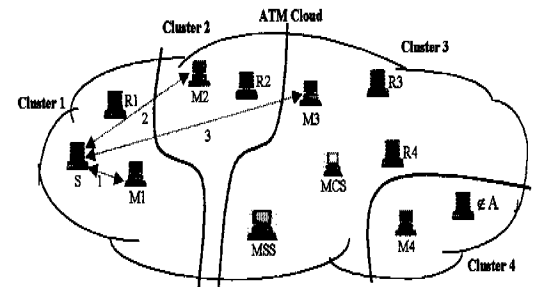 Cluster 2
ATM Cloud
Cluster 3
Cluster 1
R1
M2
R2
M3
R3
2
3
S
1
M1
MCS
R4
MSS
M4
∉A
Cluster 4